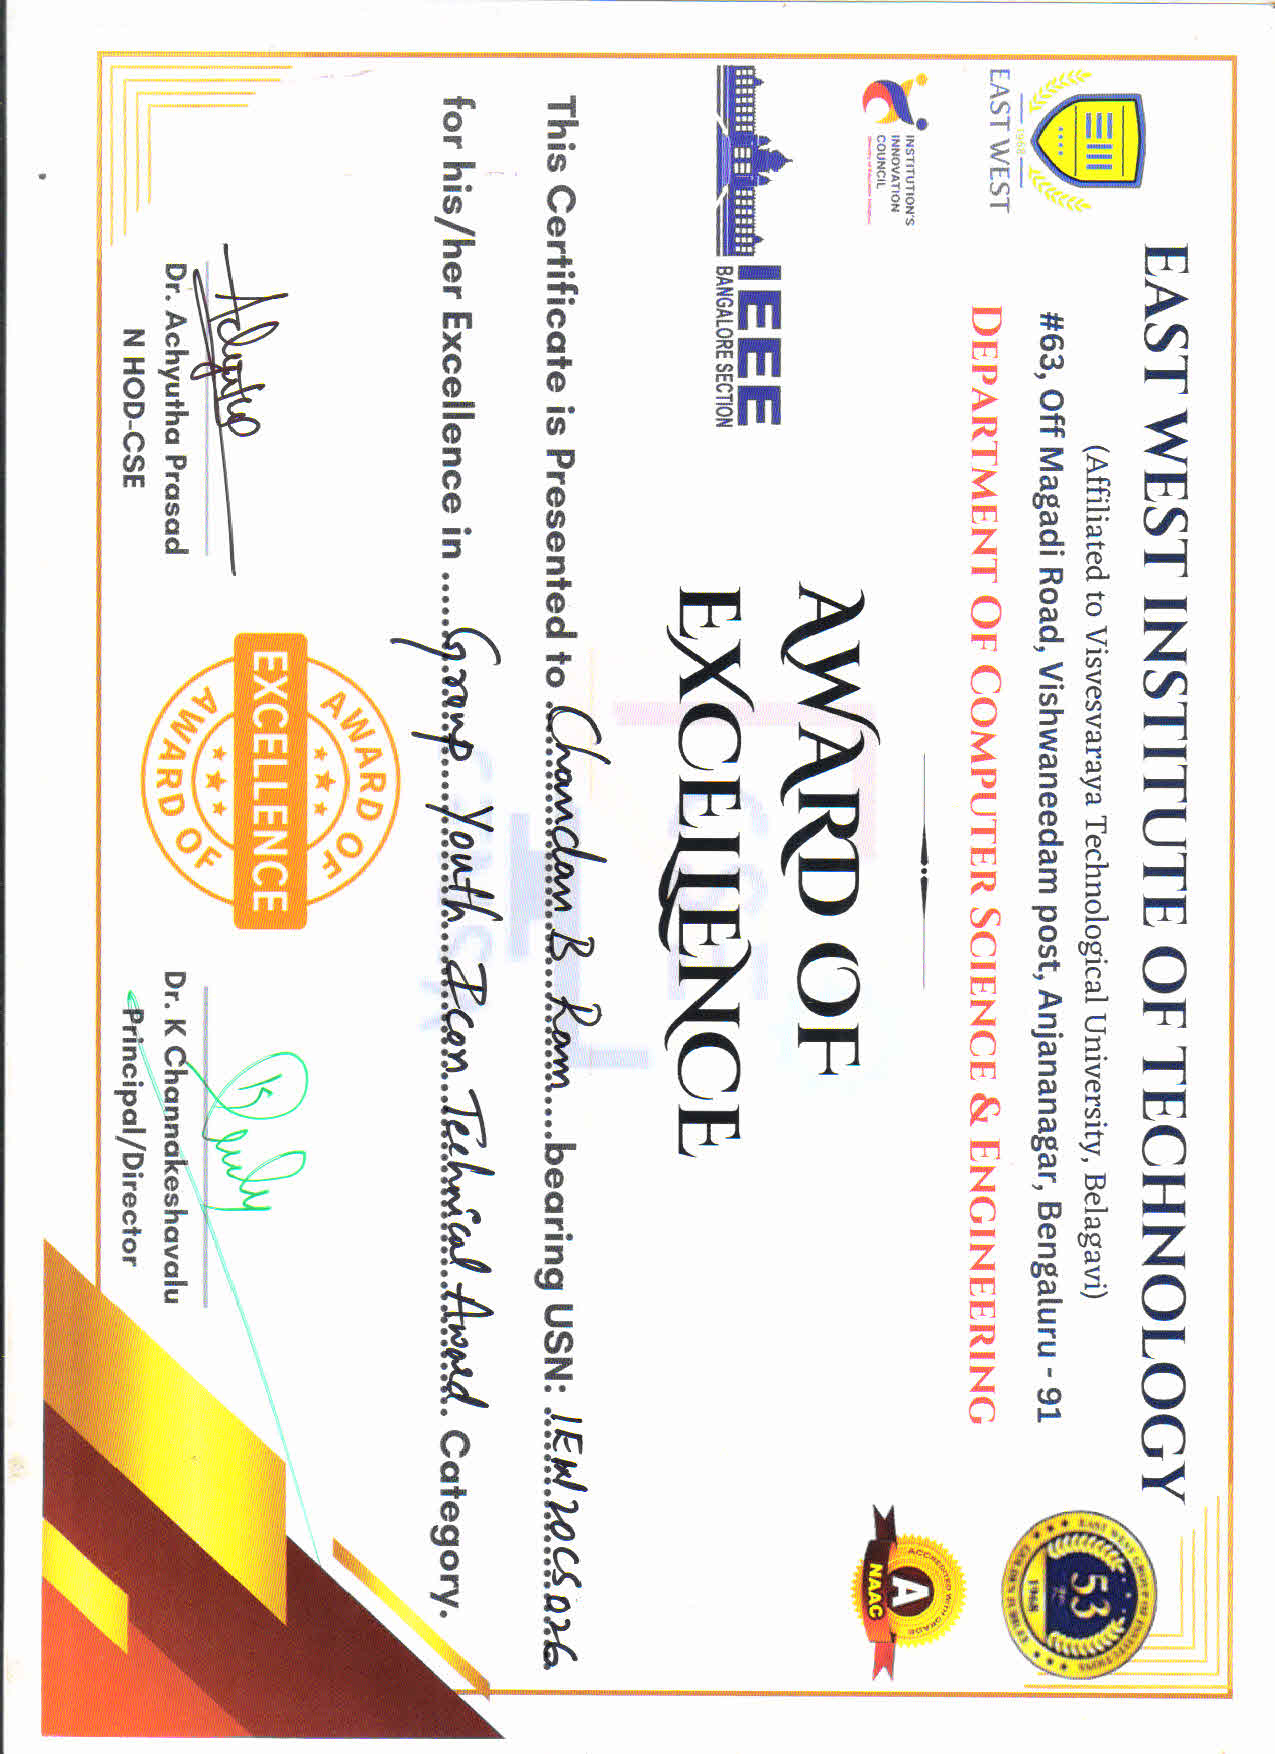 EAST WEST INSTITUTE OF TECHNOLOGY
(Affiliated to Visvesvaraya Technological University, Belagavi)
#63, Off Magadi Road, Vishwaneedam post, Anjananagar, Bengaluru - 91
DEPARTMENT OF COMPUTER SCIENCE & ENGINEERING
1968
EAST WEST
53
1968
ACCREDITED WITH GRADE
A
NAAC
INSTITUTION'S
INNOVATION
COUNCIL
IEEE
BANGALORE SECTION
AWARD OF
EXCELLENCE
This Certificate is Presented to Chandan B Ram bearing USN: 1EW20CS026
for his/her Excellence in Group Youth Icon Technical Award Category.
AWARD OF
EXCELLENCE
AWARD OF
Dr. Achyutha Prasad
N HOD-CSE
Dr. K Channakeshavalu
Principal/Director